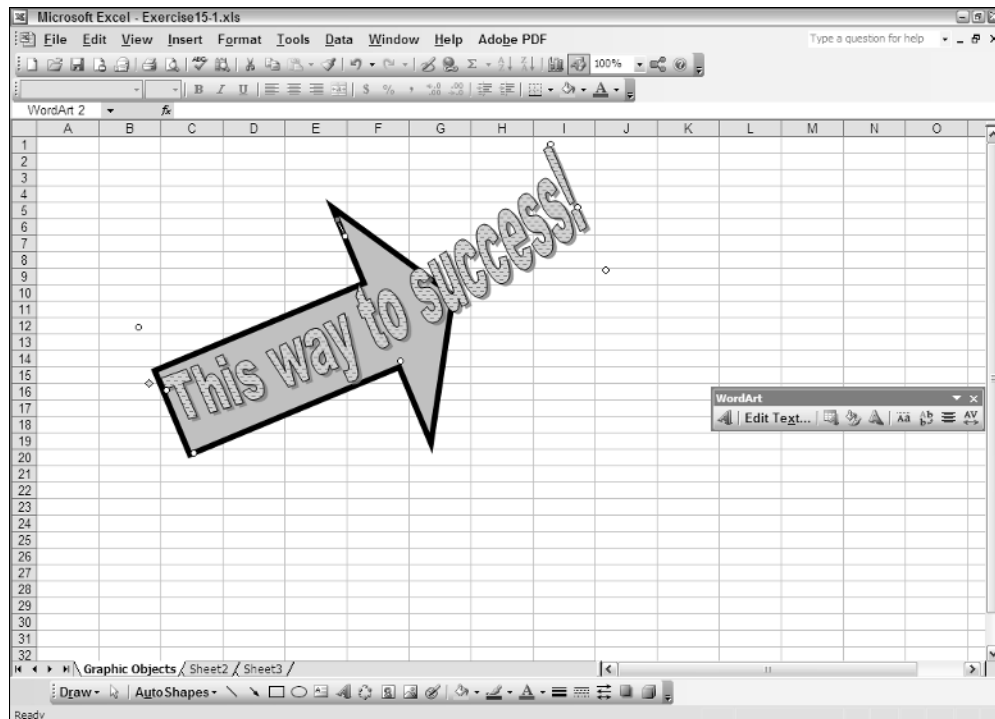 Microsoft Excel - Exercise15-1.xls
File Edit View Insert Format Tools Data Window Help Adobe PDF Type a question for help
Σ 100%
B I U $ % , A
WordArt 2 fx
A B C D E F G H I J K L M N O
1
2
3
4
5
6
7
8
9
10
11
12
13
14
15
16
17
18
19
20
21
22
23
24
25
26
27
28
29
30
31
32
This way to success!
WordArt
Edit Text... Aa Ab AV
Graphic Objects Sheet2 Sheet3
Draw AutoShapes A
Ready